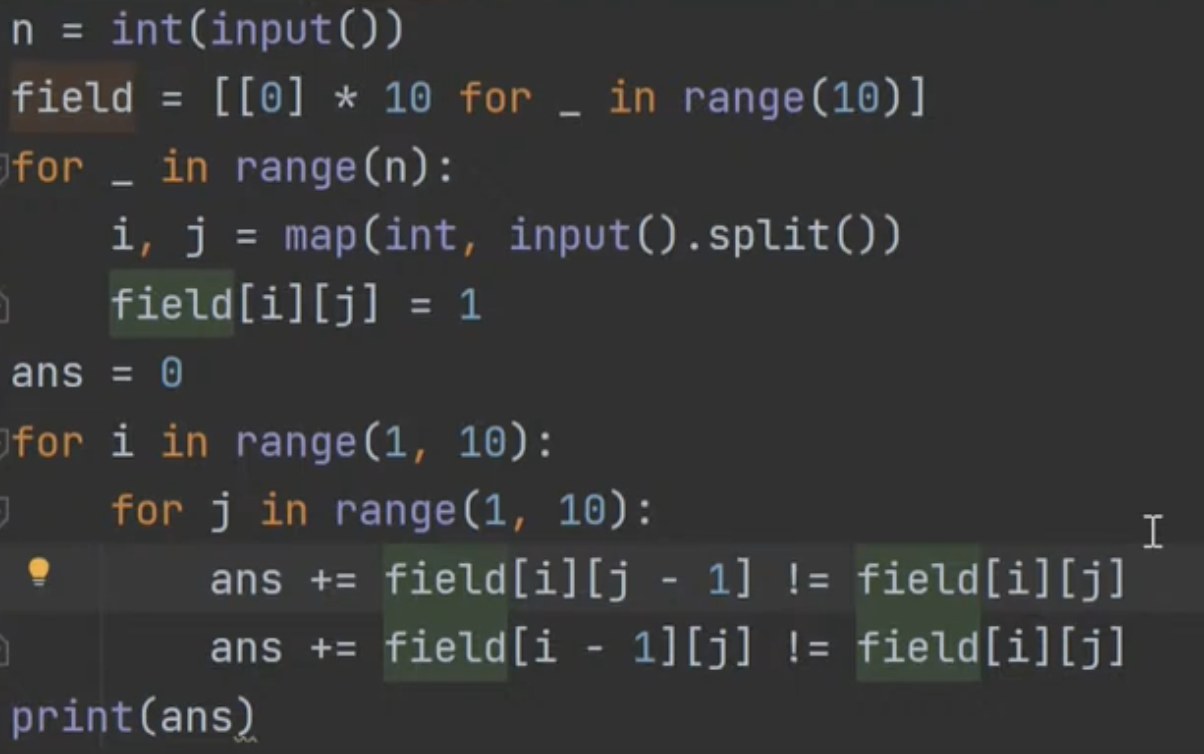 n = int(input())
field = [[0] * 10 for _ in range(10)]
for _ in range(n):
    i, j = map(int, input().split())
    field[i][j] = 1
ans = 0
for i in range(1, 10):
    for j in range(1, 10):
        ans += field[i][j - 1] != field[i][j]
        ans += field[i - 1][j] != field[i][j]
print(ans)